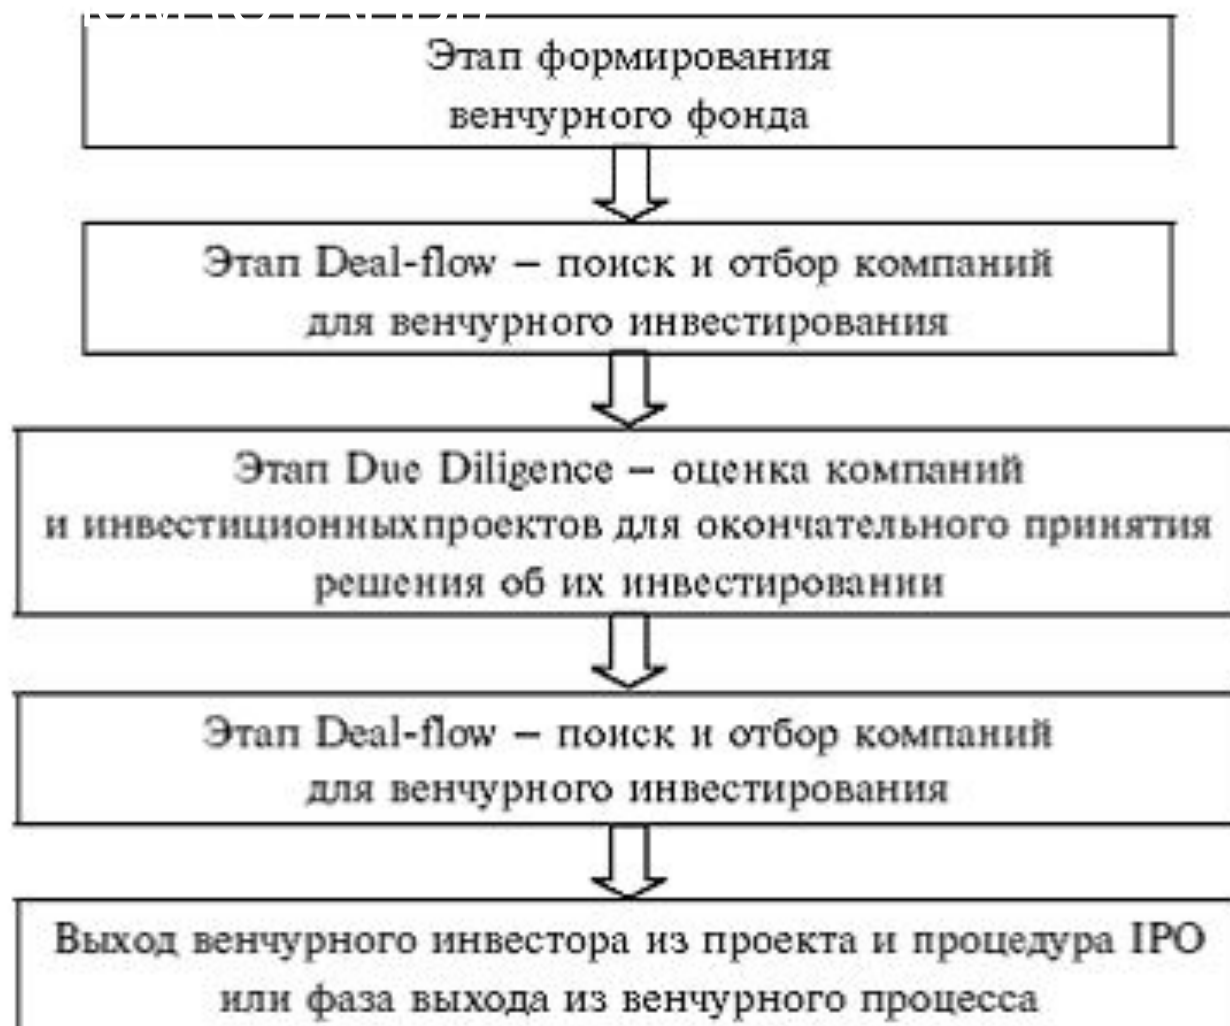 Этап формирования
венчурного фонда
Этап Deal-flow – поиск и отбор компаний
для венчурного инвестирования
Этап Due Diligence – оценка компаний
и инвестиционныхпроектов для окончательного принятия
решения об их инвестировании
Этап Deal-flow – поиск и отбор компаний
для венчурного инвестирования
Выход венчурного инвестора из проекта и процедура IPO
или фаза выхода из венчурного процесса